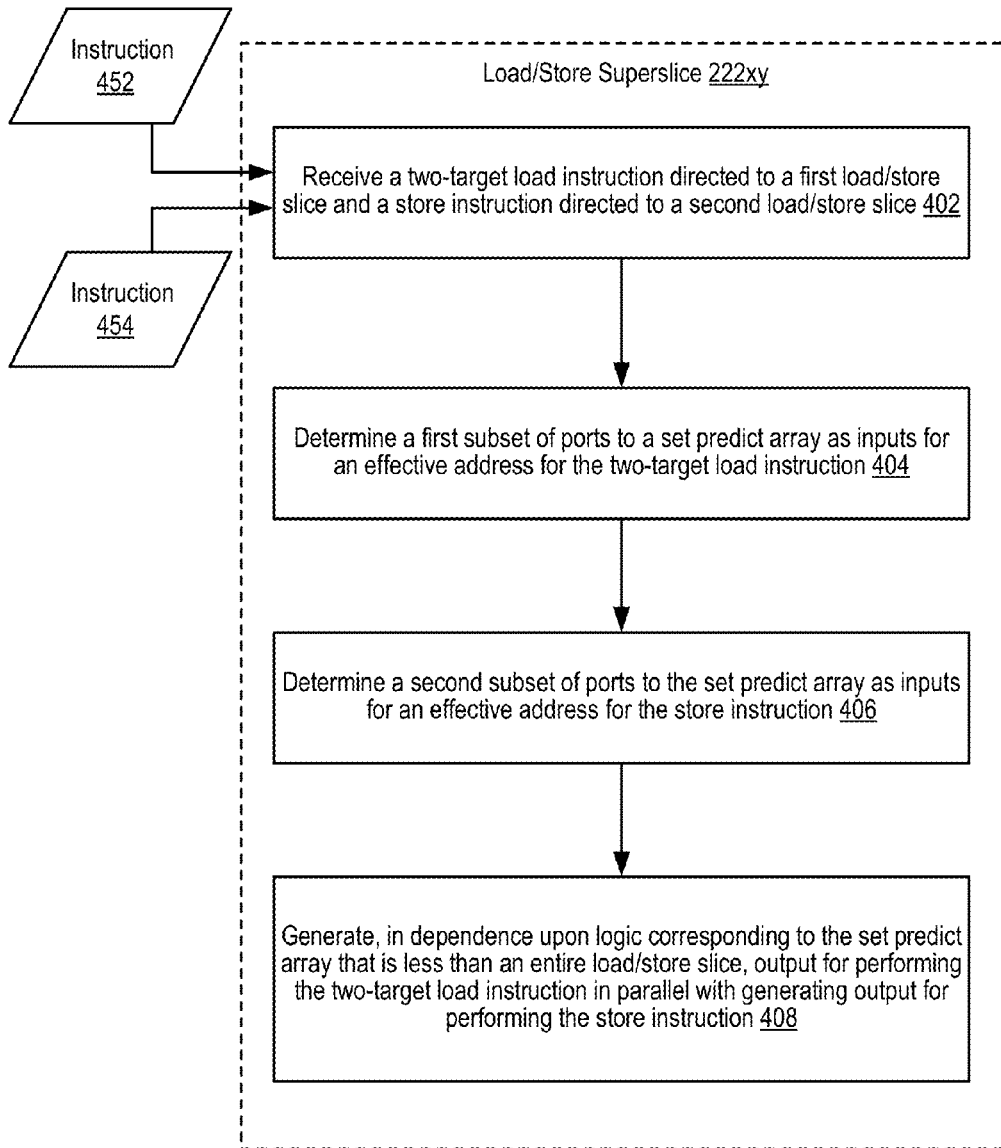 Instruction
452
Load/Store Superslice 222xy
Receive a two-target load instruction directed to a first load/store
slice and a store instruction directed to a second load/store slice 402
Instruction
454
Determine a first subset of ports to a set predict array as inputs for
an effective address for the two-target load instruction 404
Determine a second subset of ports to the set predict array as inputs
for an effective address for the store instruction 406
Generate, in dependence upon logic corresponding to the set predict
array that is less than an entire load/store slice, output for performing
the two-target load instruction in parallel with generating output for
performing the store instruction 408